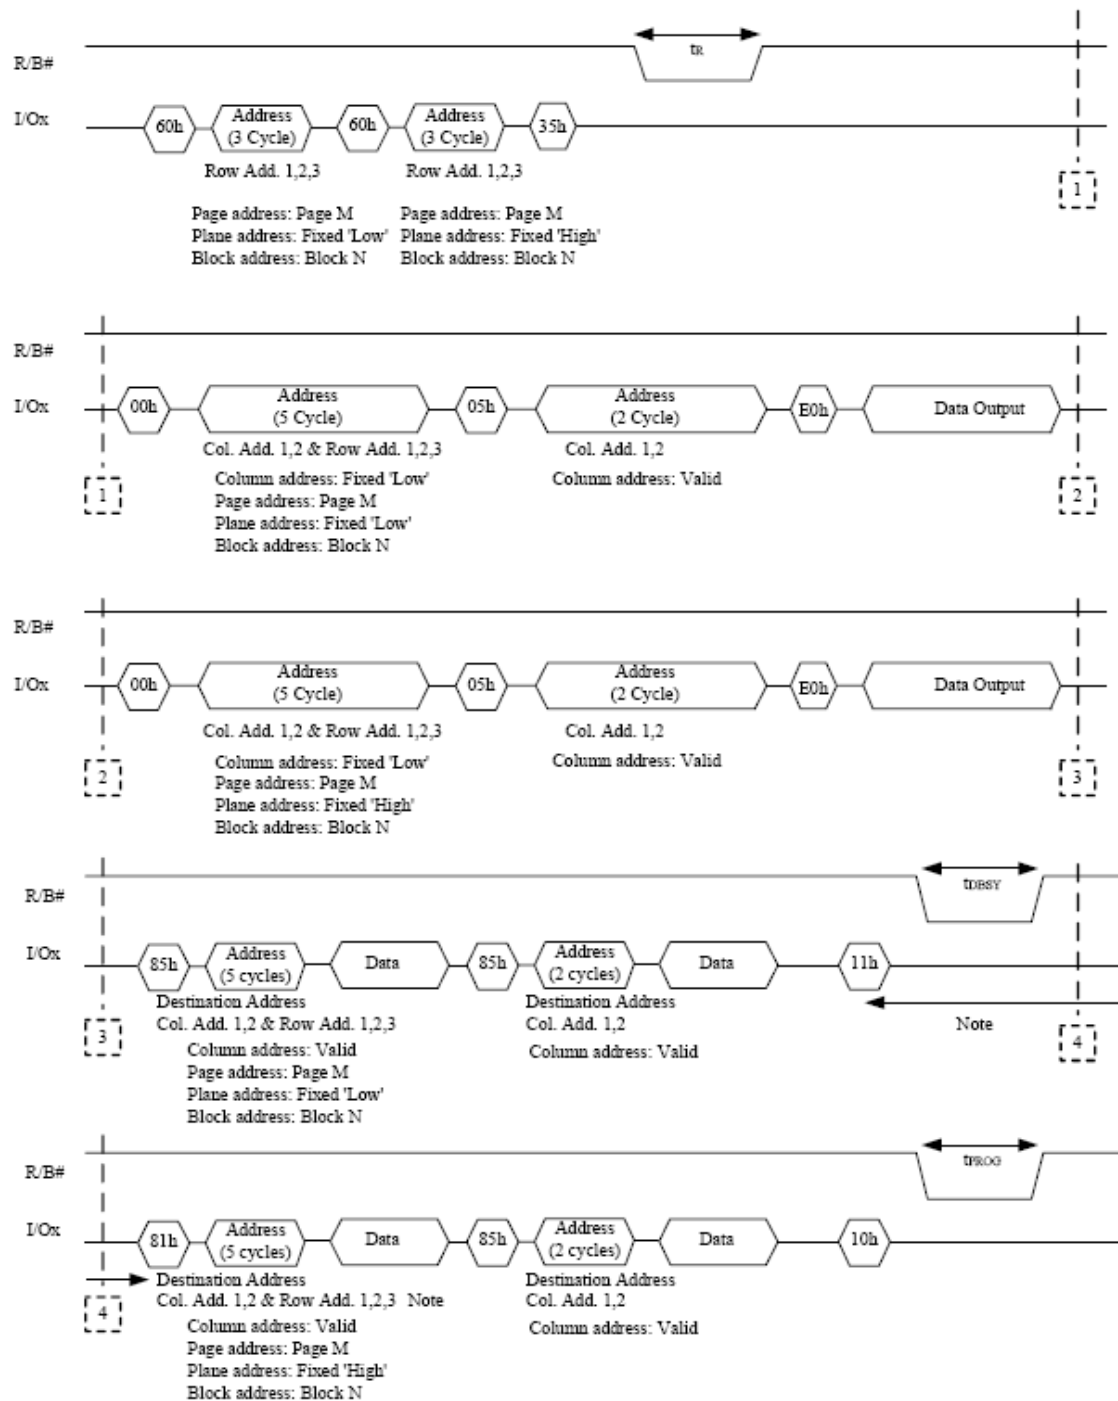 tR
R/B#
I/Ox
60h
Address
(3 Cycle)
60h
Address
(3 Cycle)
35h
Row Add. 1,2,3
Row Add. 1,2,3
1
Page address: Page M
Plane address: Fixed 'Low'
Block address: Block N
Page address: Page M
Plane address: Fixed 'High'
Block address: Block N
R/B#
I/Ox
00h
Address
(5 Cycle)
05h
Address
(2 Cycle)
E0h
Data Output
Col. Add. 1,2 & Row Add. 1,2,3
Col. Add. 1,2
Column address: Fixed 'Low'
Page address: Page M
Plane address: Fixed 'Low'
Block address: Block N
Column address: Valid
1
2
R/B#
I/Ox
00h
Address
(5 Cycle)
05h
Address
(2 Cycle)
E0h
Data Output
Col. Add. 1,2 & Row Add. 1,2,3
Col. Add. 1,2
Column address: Fixed 'Low'
Page address: Page M
Plane address: Fixed 'High'
Block address: Block N
Column address: Valid
2
3
tDBSY
R/B#
I/Ox
85h
Address
(5 cycles)
Data
85h
Address
(2 cycles)
Data
11h
Destination Address
Col. Add. 1,2 & Row Add. 1,2,3
Destination Address
Col. Add. 1,2
Note
Column address: Valid
Page address: Page M
Plane address: Fixed 'Low'
Block address: Block N
Column address: Valid
3
4
tPROG
R/B#
I/Ox
81h
Address
(5 cycles)
Data
85h
Address
(2 cycles)
Data
10h
Destination Address
Col. Add. 1,2 & Row Add. 1,2,3 Note
Destination Address
Col. Add. 1,2
4
Column address: Valid
Page address: Page M
Plane address: Fixed 'High'
Block address: Block N
Column address: Valid